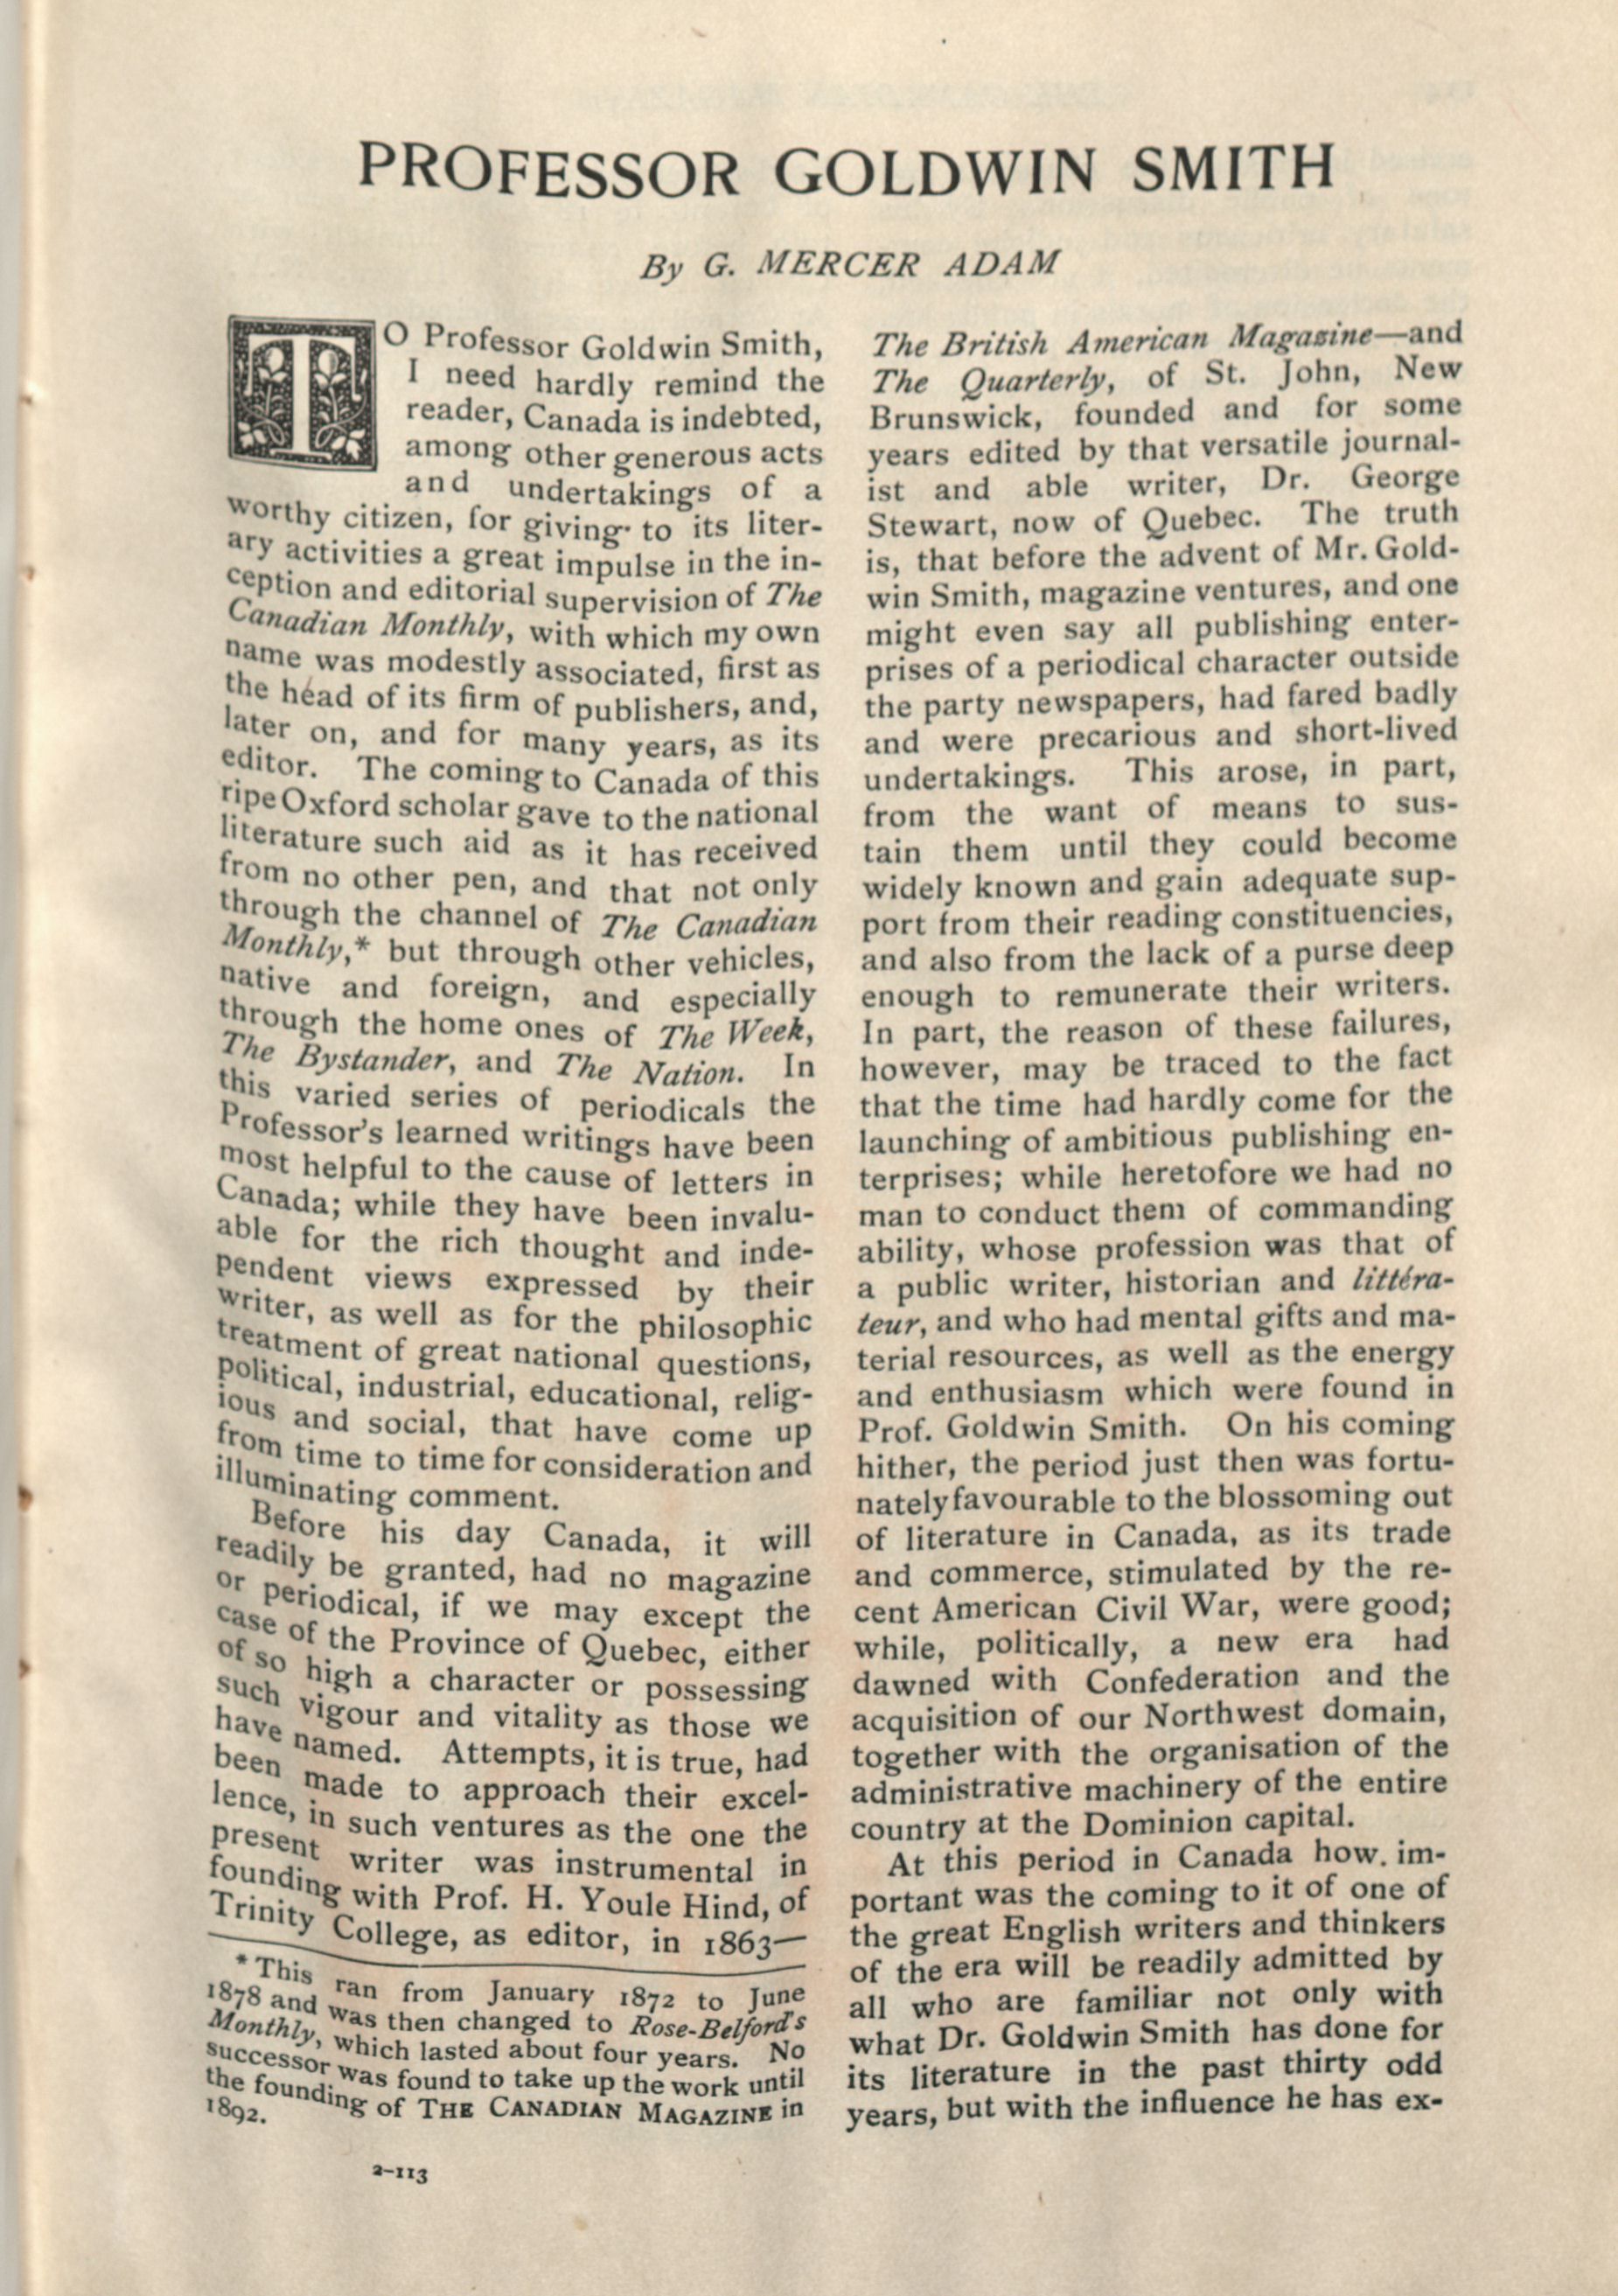 PROFESSOR GOLDWIN SMITH
By G. MERCER ADAM
TO Professor Goldwin Smith,
I need hardly remind the
reader, Canada is indebted,
among other generous acts
and undertakings of a
worthy citizen, for giving to its liter-
ary activities a great impulse in the in-
ception and editorial supervision of The
Canadian Monthly, with which my own
name was modestly associated, first as
the head of its firm of publishers, and,
later on, and for many years, as its
editor. The coming to Canada of this
ripe Oxford scholar gave to the national
literature such aid as it has received
from no other pen, and that not only
through the channel of The Canadian
Monthly,* but through other vehicles,
native and foreign, and especially
through the home ones of The Week,
The Bystander, and The Nation. In
this varied series of periodicals the
Professor's learned writings have been
most helpful to the cause of letters in
Canada; while they have been invalu-
able for the rich thought and inde-
pendent views expressed by their
writer, as well as for the philosophic
treatment of great national questions,
political, industrial, educational, relig-
ious and social, that have come up
from time to time for consideration and
illuminating comment.
Before his day Canada, it will
readily be granted, had no magazine
or periodical, if we may except the
case of the Province of Quebec, either
of so high a character or possessing
such vigour and vitality as those we
have named. Attempts, it is true, had
been made to approach their excel-
lence, in such ventures as the one the
present writer was instrumental in
founding with Prof. H. Youle Hind, of
Trinity College, as editor, in 1863—
* This ran from January 1872 to June
1878 and was then changed to Rose-Belford's
Monthly, which lasted about four years. No
successor was found to take up the work until
the founding of THE CANADIAN MAGAZINE in
1892.
2-113
The British American Magazine—and
The Quarterly, of St. John, New
Brunswick, founded and for some
years edited by that versatile journal-
ist and able writer, Dr. George
Stewart, now of Quebec. The truth
is, that before the advent of Mr. Gold-
win Smith, magazine ventures, and one
might even say all publishing enter-
prises of a periodical character outside
the party newspapers, had fared badly
and were precarious and short-lived
undertakings. This arose, in part,
from the want of means to sus-
tain them until they could become
widely known and gain adequate sup-
port from their reading constituencies,
and also from the lack of a purse deep
enough to remunerate their writers.
In part, the reason of these failures,
however, may be traced to the fact
that the time had hardly come for the
launching of ambitious publishing en-
terprises; while heretofore we had no
man to conduct them of commanding
ability, whose profession was that of
a public writer, historian and littéra-
teur, and who had mental gifts and ma-
terial resources, as well as the energy
and enthusiasm which were found in
Prof. Goldwin Smith. On his coming
hither, the period just then was fortu-
nately favourable to the blossoming out
of literature in Canada, as its trade
and commerce, stimulated by the re-
cent American Civil War, were good;
while, politically, a new era had
dawned with Confederation and the
acquisition of our Northwest domain,
together with the organisation of the
administrative machinery of the entire
country at the Dominion capital.
At this period in Canada how. im-
portant was the coming to it of one of
the great English writers and thinkers
of the era will be readily admitted by
all who are familiar not only with
what Dr. Goldwin Smith has done for
its literature in the past thirty odd
years, but with the influence he has ex-